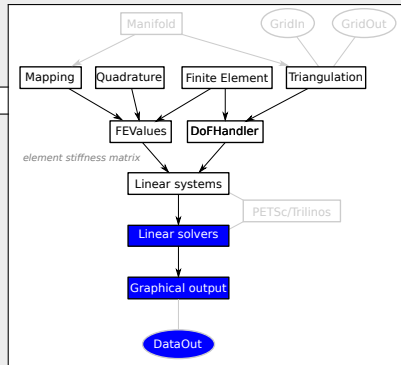 Manifold
GridIn
GridOut
Mapping
Quadrature
Finite Element
Triangulation
FEValues
DoFHandler
element stiffness matrix
Linear systems
PETSc/Trilinos
Linear solvers
Graphical output
DataOut